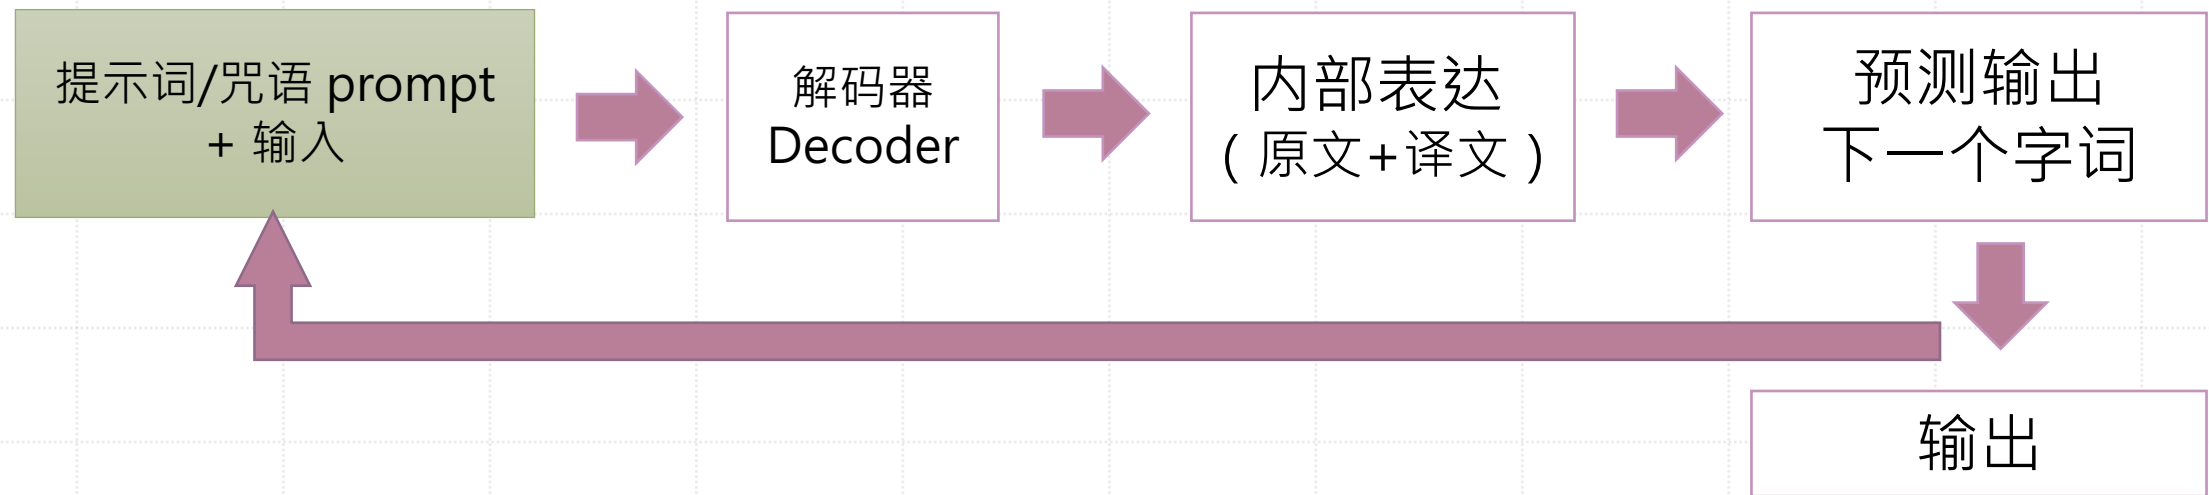 提示词/咒语 prompt
+ 输入
解码器
Decoder
内部表达
（原文+译文）
预测输出
下一个字词
输出